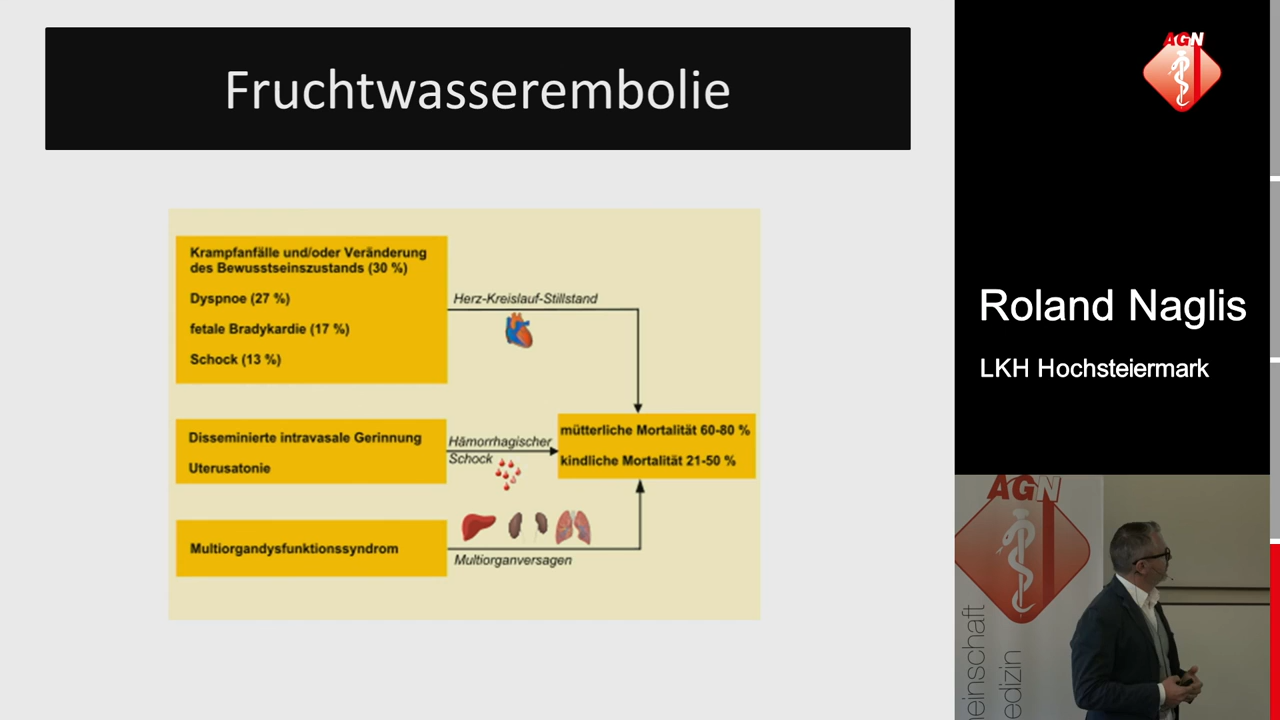 Fruchtwasserembolie
Krampfanfälle und/oder Veränderung
des Bewusstseinszustands (30 %)
Dyspnoe (27 %)
fetale Bradykardie (17 %)
Schock (13 %)
Herz-Kreislauf-Stillstand
Disseminierte intravasale Gerinnung
Uterusatonie
Hämorrhagischer
Schock
mütterliche Mortalität 60-80 %
kindliche Mortalität 21-50 %
Multiorgandysfunktionssyndrom
Multiorganversagen
AGN
Roland Naglis
LKH Hochsteiermark
AGN
einschaft
edizin